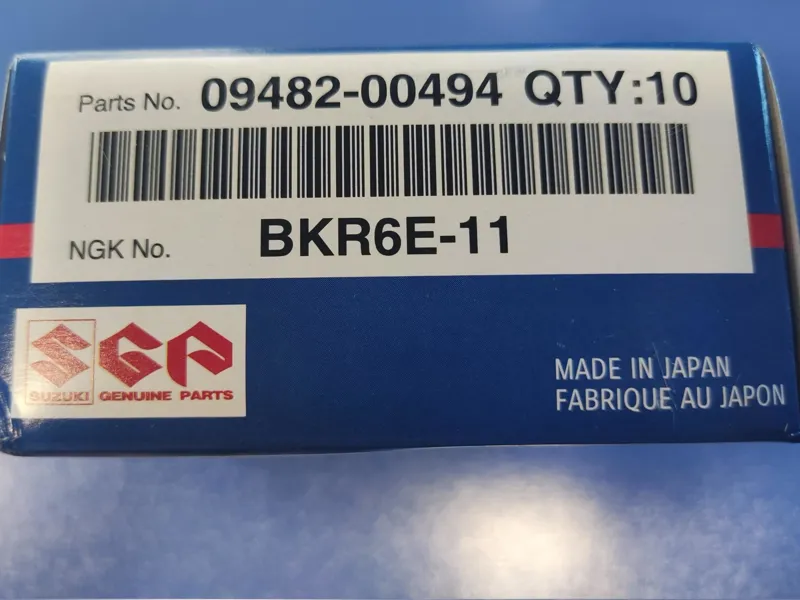 Parts No. 09482-00494 QTY:10
NGK No. BKR6E-11
SGP
SUZUKI GENUINE PARTS
MADE IN JAPAN
FABRIQUE AU JAPON